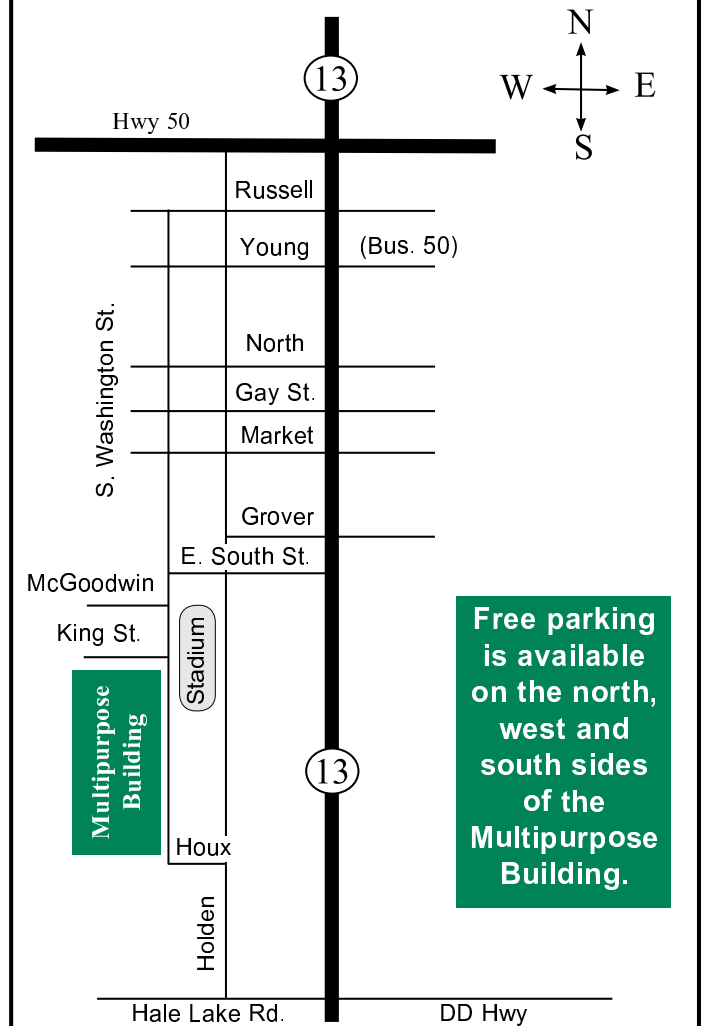 N
13
W E
Hwy 50
S
Russell
Young (Bus. 50)
S. Washington St.
North
Gay St.
Market
Grover
E. South St.
McGoodwin
King St.
Stadium
Free parking
is available
on the north,
west and
south sides
of the
Multipurpose
Building.
Multipurpose
Building
13
Houx
Holden
Hale Lake Rd. DD Hwy